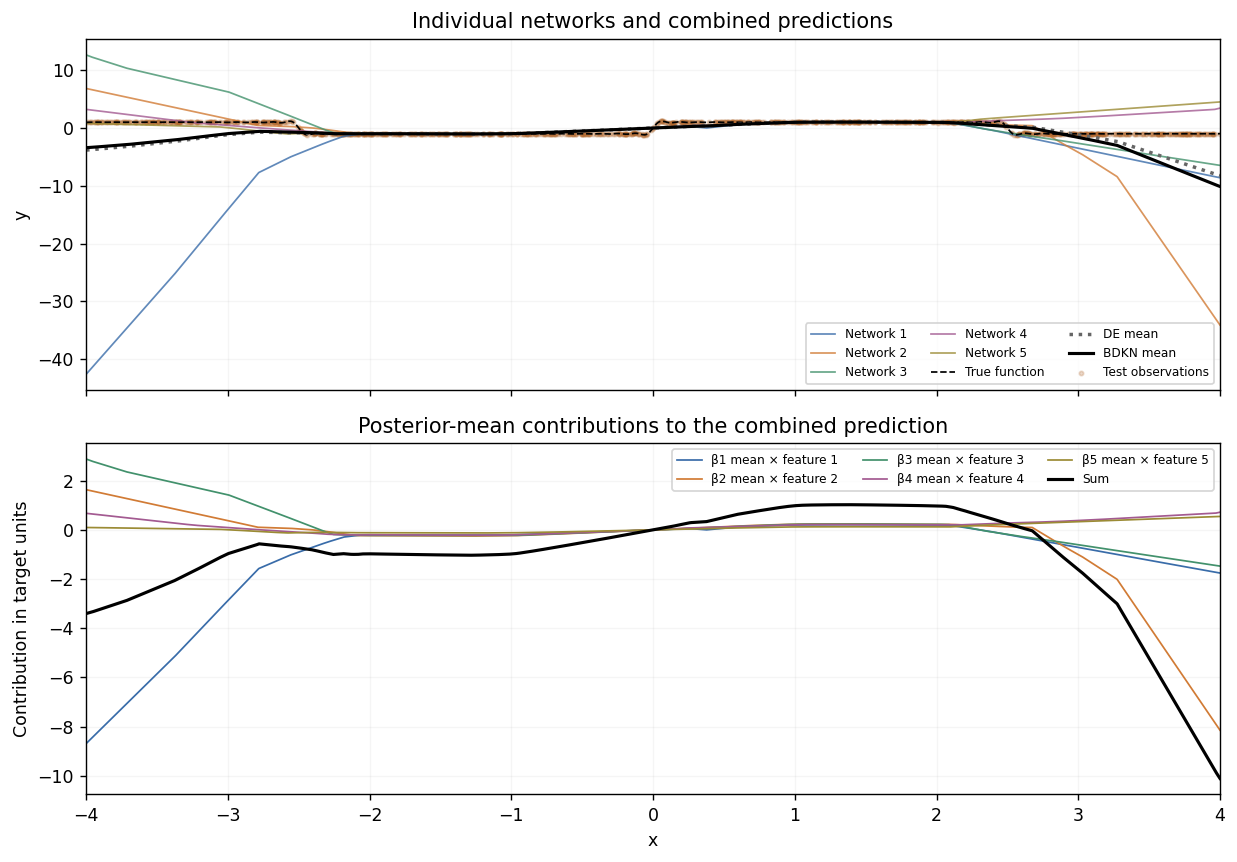 Individual networks and combined predictions
10
0
−10
−20
−30
−40
y
Network 1 Network 4 DE mean
Network 2 Network 5 BDKN mean
Network 3 True function Test observations
Posterior-mean contributions to the combined prediction
β1 mean × feature 1 β3 mean × feature 3 β5 mean × feature 5
β2 mean × feature 2 β4 mean × feature 4 Sum
2
0
−2
−4
−6
−8
−10
Contribution in target units
−4 −3 −2 −1 0 1 2 3 4
x